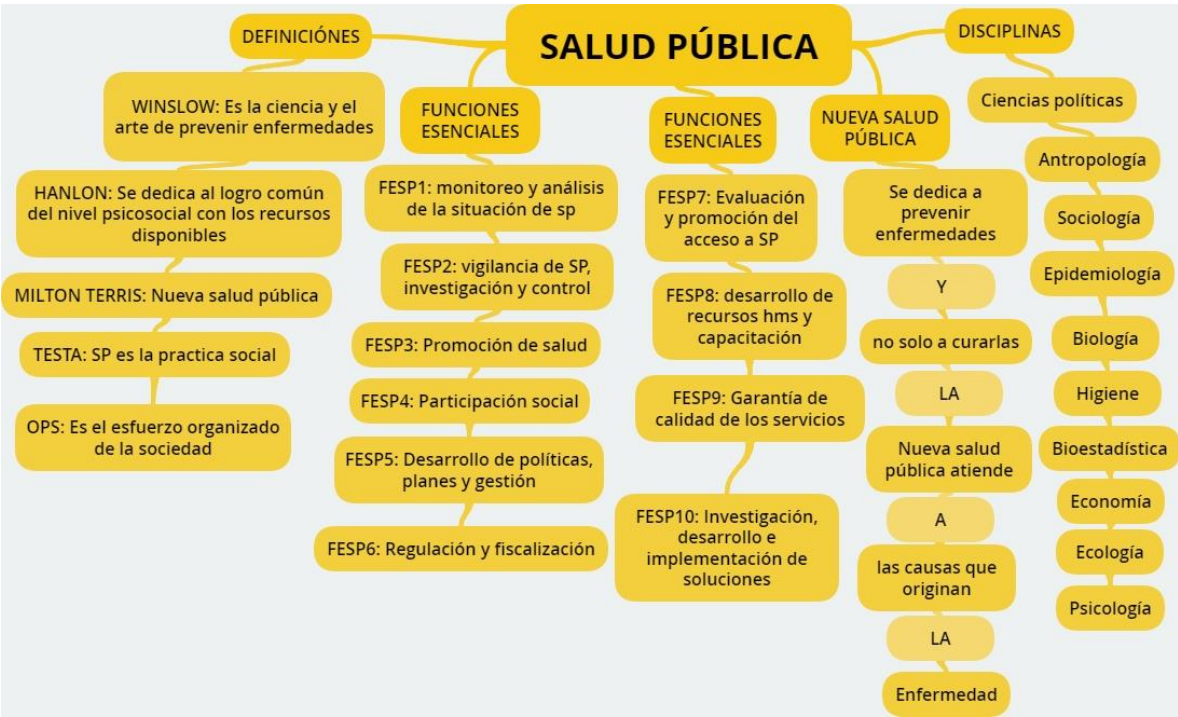 SALUD PÚBLICA
DEFINICIÓNES
WINSLOW: Es la ciencia y el
arte de prevenir enfermedades
HANLON: Se dedica al logro común
del nivel psicosocial con los recursos
disponibles
MILTON TERRIS: Nueva salud pública
TESTA: SP es la practica social
OPS: Es el esfuerzo organizado
de la sociedad
FUNCIONES
ESENCIALES
FESP1: monitoreo y análisis
de la situación de sp
FESP2: vigilancia de SP,
investigación y control
FESP3: Promoción de salud
FESP4: Participación social
FESP5: Desarrollo de políticas,
planes y gestión
FESP6: Regulación y fiscalización
FUNCIONES
ESENCIALES
FESP7: Evaluación
y promoción del
acceso a SP
FESP8: desarrollo de
recursos hms y
capacitación
FESP9: Garantía de
calidad de los servicios
FESP10: Investigación,
desarrollo e
implementación de
soluciones
NUEVA SALUD
PÚBLICA
Se dedica a
prevenir
enfermedades
Y
no solo a curarlas
LA
Nueva salud
pública atiende
A
las causas que
originan
LA
Enfermedad
DISCIPLINAS
Ciencias políticas
Antropología
Sociología
Epidemiología
Biología
Higiene
Bioestadística
Economía
Ecología
Psicología